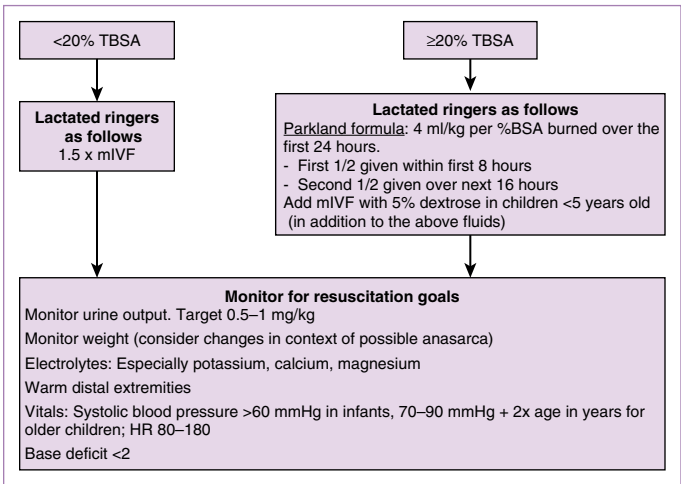 <20% TBSA
≥20% TBSA
Lactated ringers
as follows
1.5 x mIVF
Lactated ringers as follows
Parkland formula: 4 ml/kg per %BSA burned over the
first 24 hours.
- First 1/2 given within first 8 hours
- Second 1/2 given over next 16 hours
Add mIVF with 5% dextrose in children <5 years old
(in addition to the above fluids)
Monitor for resuscitation goals
Monitor urine output. Target 0.5–1 mg/kg
Monitor weight (consider changes in context of possible anasarca)
Electrolytes: Especially potassium, calcium, magnesium
Warm distal extremities
Vitals: Systolic blood pressure >60 mmHg in infants, 70–90 mmHg + 2x age in years for
older children; HR 80–180
Base deficit <2